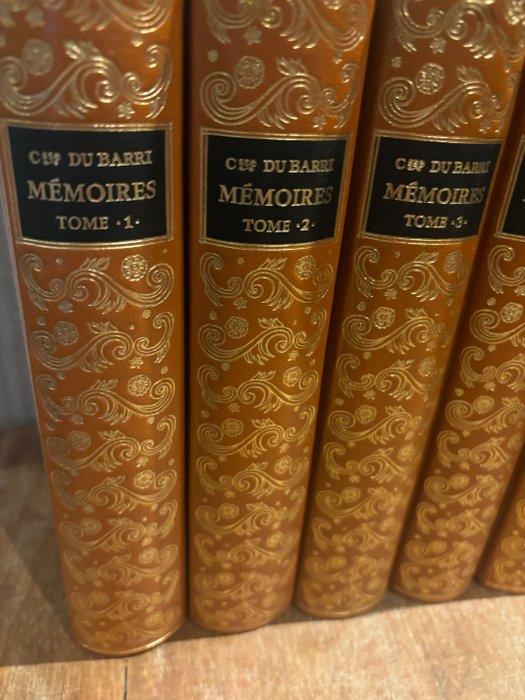 Csse DU BARRI
MÉMOIRES
TOME ·1·
Csse DU BARRI
MÉMOIRES
TOME ·2·
Csse DU BARRI
MÉMOIRES
TOME ·3·